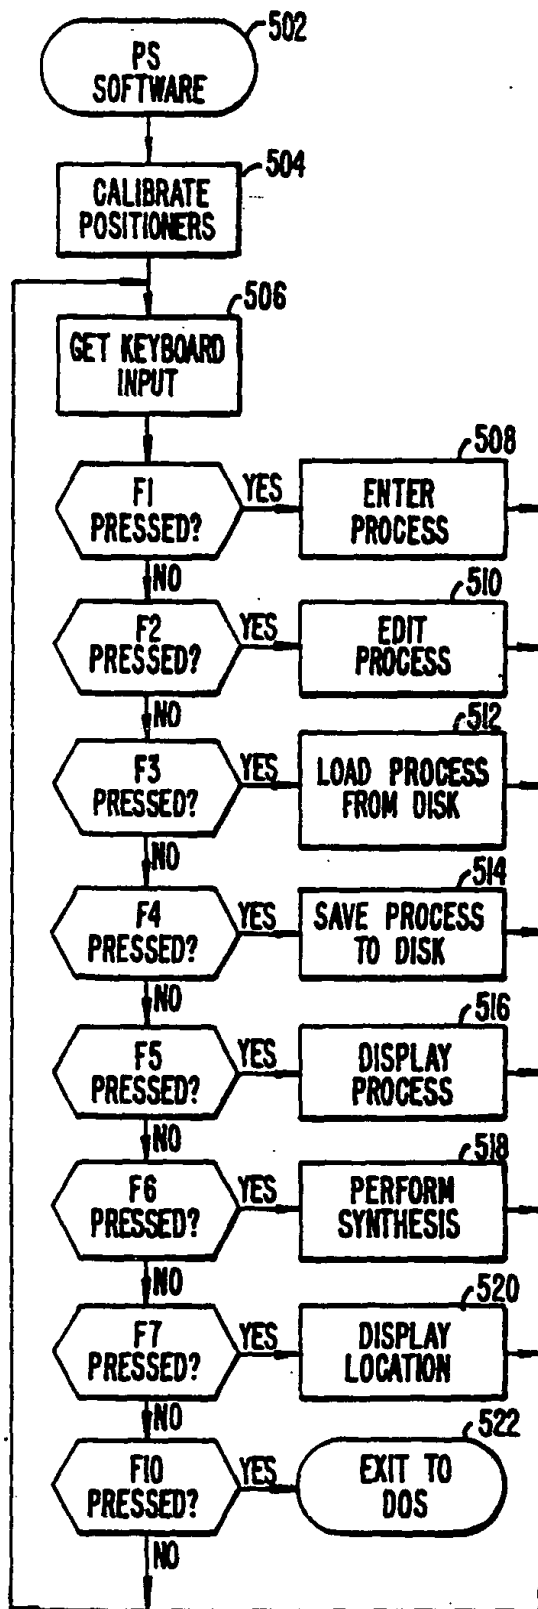 502
PS
SOFTWARE
504
CALIBRATE
POSITIONERS
506
GET KEYBOARD
INPUT
508
F1
PRESSED?
YES
ENTER
PROCESS
NO
510
F2
PRESSED?
YES
EDIT
PROCESS
NO
512
F3
PRESSED?
YES
LOAD PROCESS
FROM DISK
NO
514
F4
PRESSED?
YES
SAVE PROCESS
TO DISK
NO
516
F5
PRESSED?
YES
DISPLAY
PROCESS
NO
518
F6
PRESSED?
YES
PERFORM
SYNTHESIS
NO
520
F7
PRESSED?
YES
DISPLAY
LOCATION
NO
522
F10
PRESSED?
YES
EXIT TO
DOS
NO